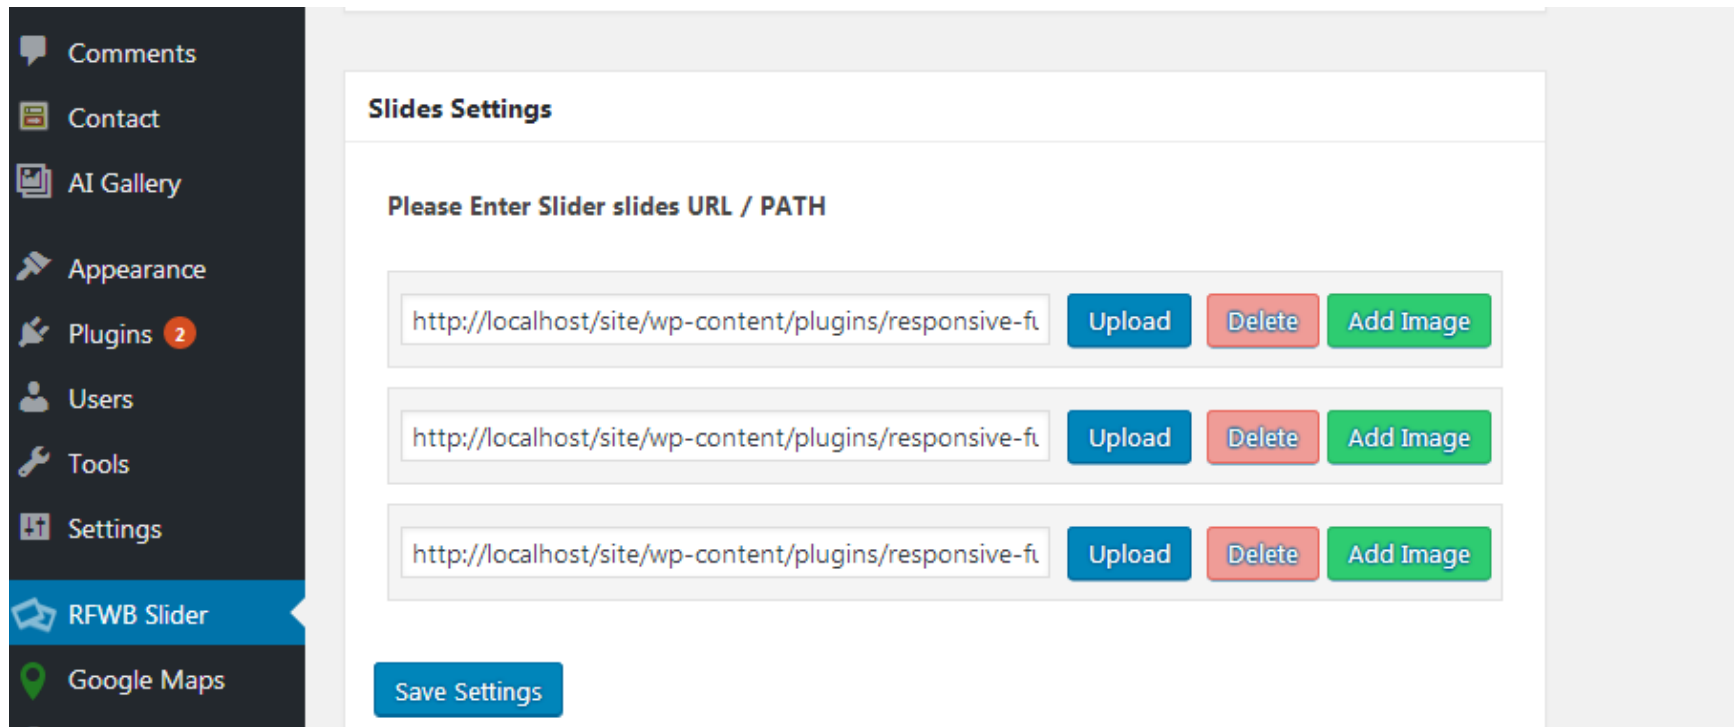 Comments
Contact
AI Gallery
Appearance
Plugins 2
Users
Tools
Settings
RFWB Slider
Google Maps
Slides Settings
Please Enter Slider slides URL / PATH
http://localhost/site/wp-content/plugins/responsive-fu Upload Delete Add Image
http://localhost/site/wp-content/plugins/responsive-fu Upload Delete Add Image
http://localhost/site/wp-content/plugins/responsive-fu Upload Delete Add Image
Save Settings